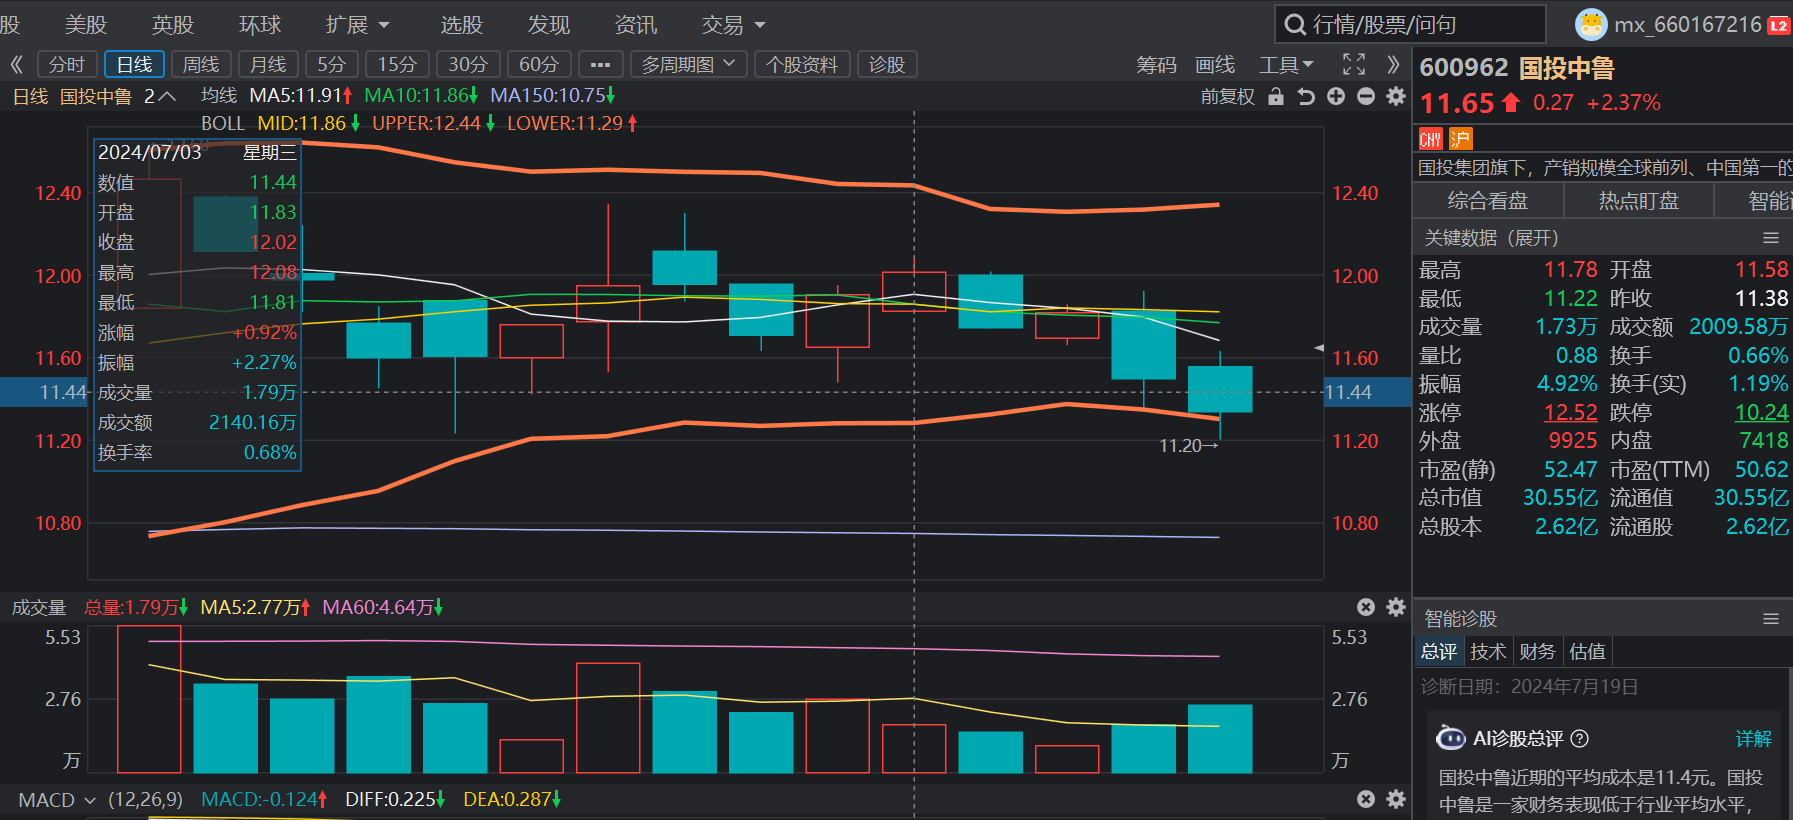 股 美股 英股 环球 扩展 选股 发现 资讯 交易 行情/股票/问句 mx_660167216 L2
分时 日线 周线 月线 5分 15分 30分 60分 ••• 多周期图 个股资料 诊股 筹码 画线 工具
日线 国投中鲁 2 均线 MA5:11.91 MA10:11.86 MA150:10.75 前复权
BOLL MID:11.86 UPPER:12.44 LOWER:11.29
2024/07/03 星期三
数值 11.44
开盘 11.83
收盘 12.02
最高 12.08
最低 11.81
涨幅 +0.92%
振幅 +2.27%
成交量 1.79万
成交额 2140.16万
换手率 0.68%
12.40 12.40
12.00 12.00
11.60 11.60
11.44 11.44
11.20 11.20
11.20→
10.80 10.80
成交量 总量:1.79万 MA5:2.77万 MA60:4.64万
5.53 5.53
2.76 2.76
万 万
MACD (12,26,9) MACD:-0.124 DIFF:0.225 DEA:0.287
600962 国投中鲁
11.65 0.27 +2.37%
CNY 沪
国投集团旗下，产销规模全球前列、中国第一的
综合看盘 热点盯盘 智能
关键数据（展开）
最高 11.78 开盘 11.58
最低 11.22 昨收 11.38
成交量 1.73万 成交额 2009.58万
量比 0.88 换手 0.66%
振幅 4.92% 换手(实) 1.19%
涨停 12.52 跌停 10.24
外盘 9925 内盘 7418
市盈(静) 52.47 市盈(TTM) 50.62
总市值 30.55亿 流通值 30.55亿
总股本 2.62亿 流通股 2.62亿
智能诊股
总评 技术 财务 估值
诊断日期：2024年7月19日
AI诊股总评 ? 详解
国投中鲁近期的平均成本是11.4元。国投
中鲁是一家财务表现低于行业平均水平，